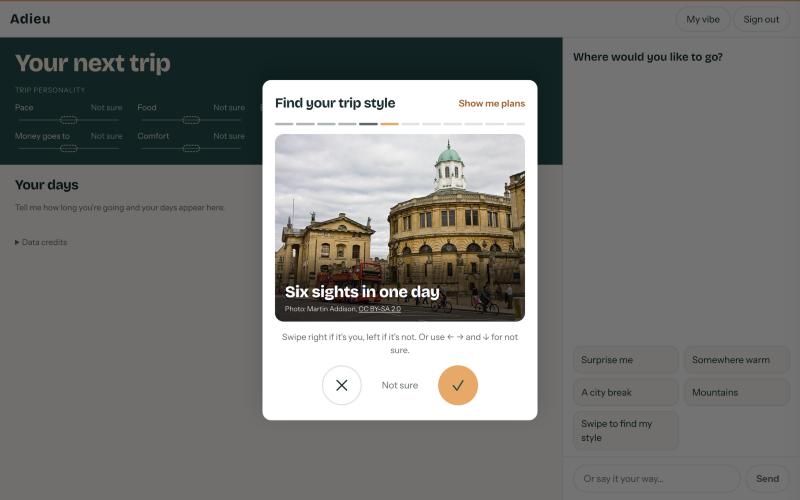 Adieu
My vibe
Sign out
Your next trip
TRIP PERSONALITY
Pace
Not sure
Food
Not sure
Money goes to
Not sure
Comfort
Not sure
Your days
Tell me how long you're going and your days appear here.
Data credits
Find your trip style
Show me plans
Six sights in one day
Photo: Martin Addison, CC BY-SA 2.0
Swipe right if it's you, left if it's not. Or use ← → and ↓ for not
sure.
Not sure
Where would you like to go?
Surprise me
Somewhere warm
A city break
Mountains
Swipe to find my
style
Or say it your way...
Send